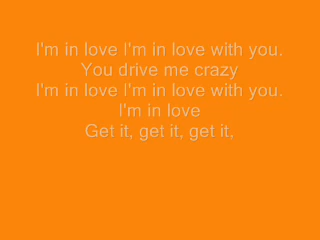 I'm in love I'm in love with you.
You drive me crazy
I'm in love I'm in love with you.
I'm in love
Get it, get it, get it,